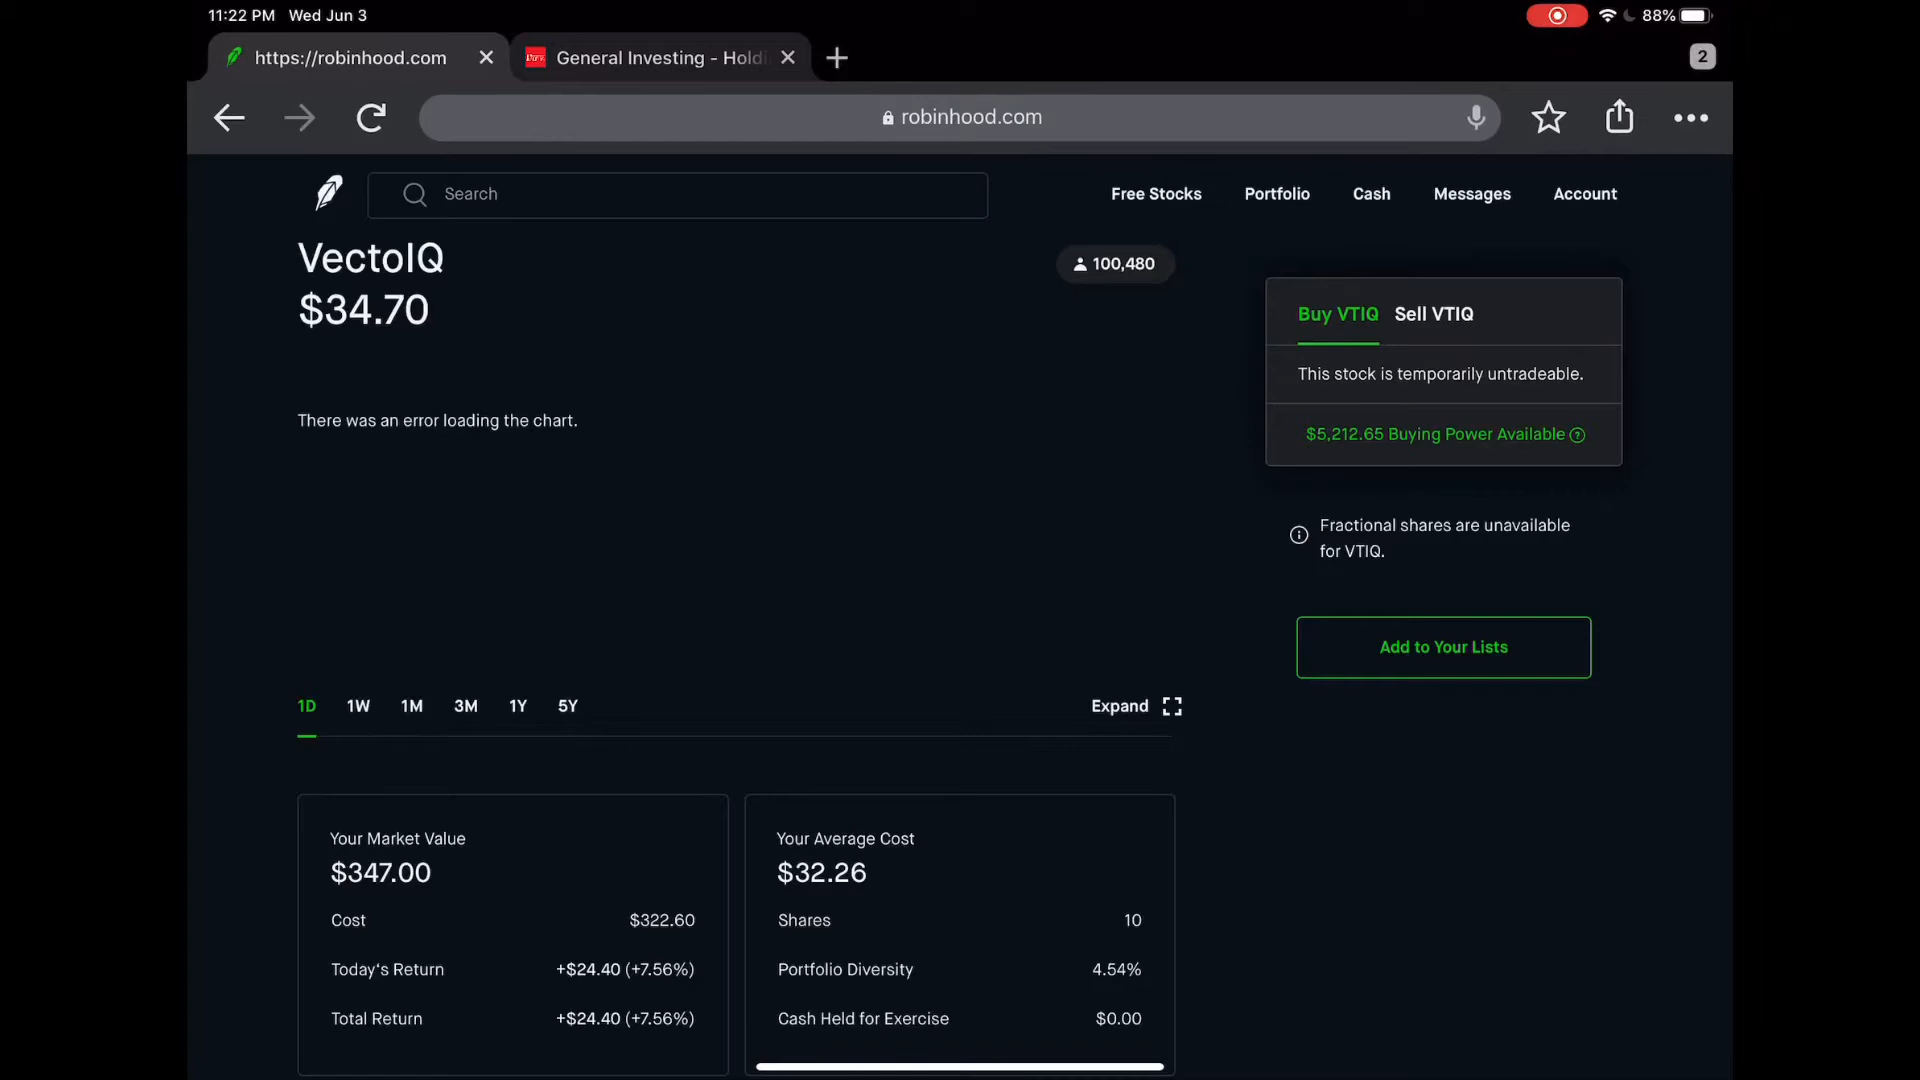 11:22 PM Wed Jun 3 88%
https://robinhood.com General Investing - Holdi 2
robinhood.com
Search Free Stocks Portfolio Cash Messages Account
VectoIQ 100,480
$34.70
Buy VTIQ Sell VTIQ
This stock is temporarily untradeable.
There was an error loading the chart.
$5,212.65 Buying Power Available
Fractional shares are unavailable
for VTIQ.
Add to Your Lists
1D 1W 1M 3M 1Y 5Y Expand
Your Market Value
$347.00
Cost $322.60
Today's Return +$24.40 (+7.56%)
Total Return +$24.40 (+7.56%)
Your Average Cost
$32.26
Shares 10
Portfolio Diversity 4.54%
Cash Held for Exercise $0.00